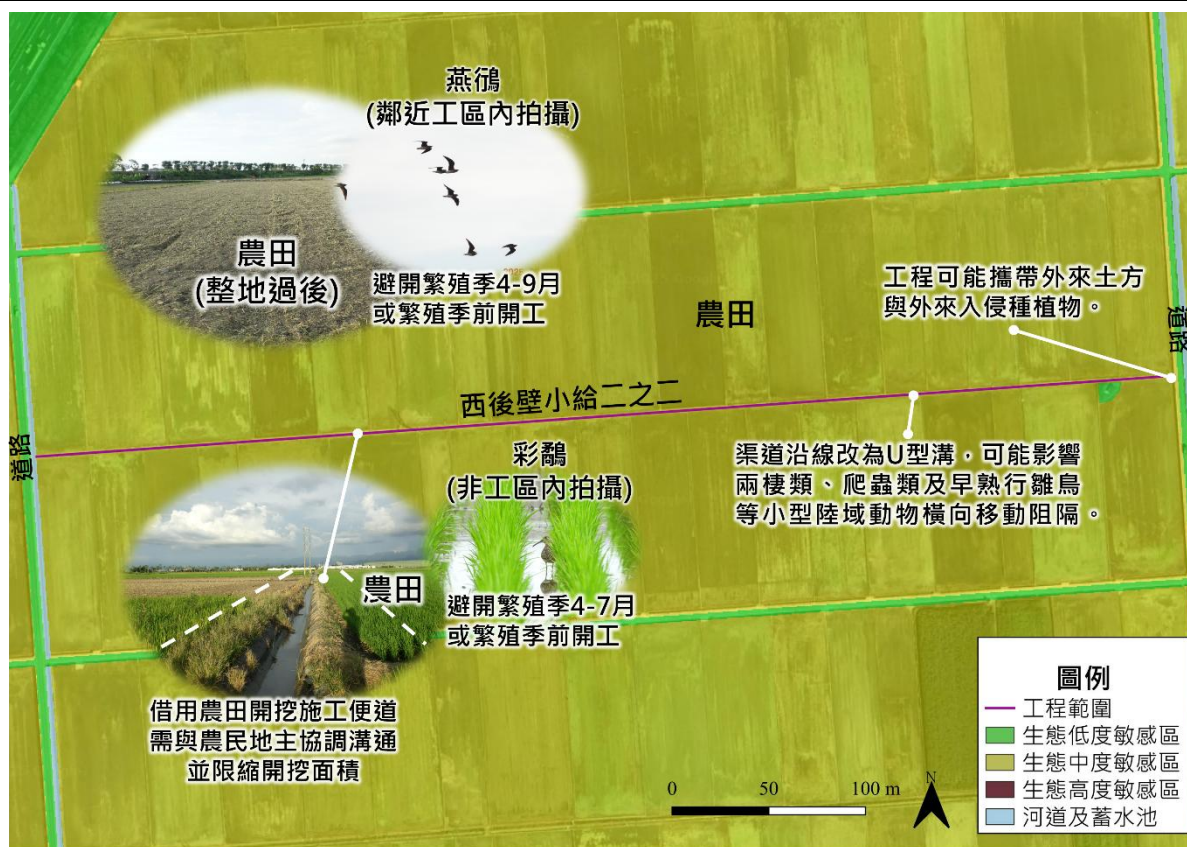 燕鴴
(鄰近工區內拍攝)
農田
(整地過後)
避開繁殖季4-9月
或繁殖季前開工
農田
工程可能攜帶外來土方
與外來入侵種植物。
道路
西後壁小給二之二
道路
彩鷸
(非工區內拍攝)
渠道沿線改為U型溝，可能影響
兩棲類、爬蟲類及早熟行雛鳥
等小型陸域動物橫向移動阻隔。
農田
避開繁殖季4-7月
或繁殖季前開工
借用農田開挖施工便道
需與農民地主協調溝通
並限縮開挖面積
0 50 100 m
N
圖例
工程範圍
生態低度敏感區
生態中度敏感區
生態高度敏感區
河道及蓄水池